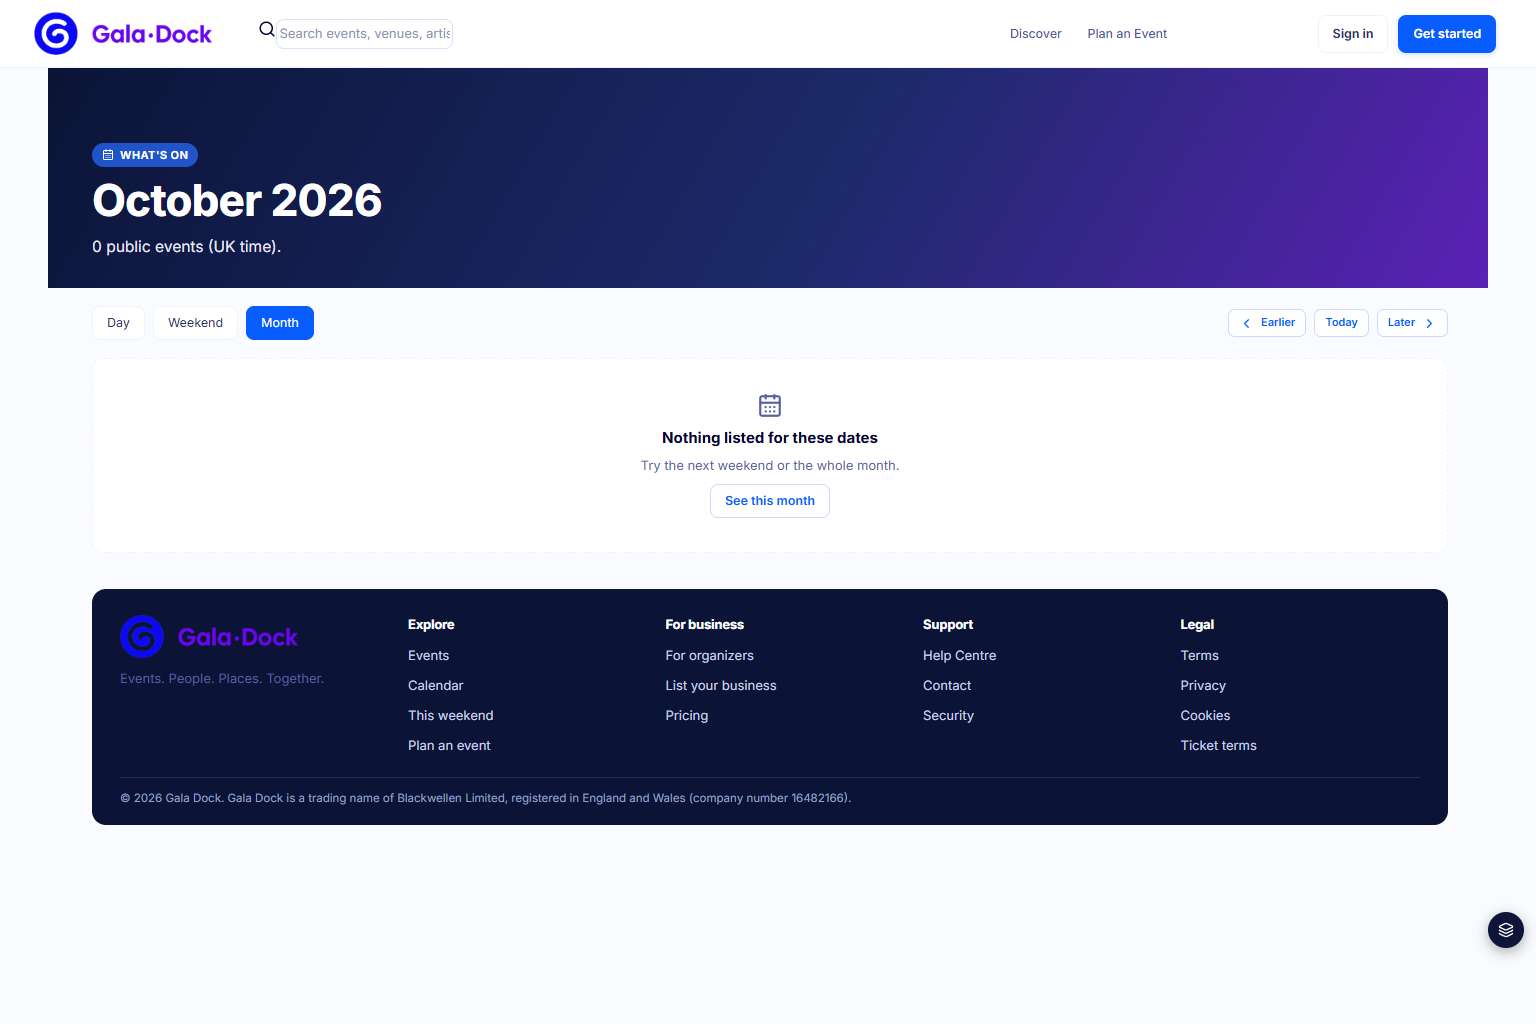 Gala·Dock
Search events, venues, artis
Discover
Plan an Event
Sign in
Get started
WHAT'S ON
October 2026
0 public events (UK time).
Day
Weekend
Month
Earlier
Today
Later
Nothing listed for these dates
Try the next weekend or the whole month.
See this month
Gala·Dock
Events. People. Places. Together.
Explore
Events
Calendar
This weekend
Plan an event
For business
For organizers
List your business
Pricing
Support
Help Centre
Contact
Security
Legal
Terms
Privacy
Cookies
Ticket terms
© 2026 Gala Dock. Gala Dock is a trading name of Blackwellen Limited, registered in England and Wales (company number 16482166).